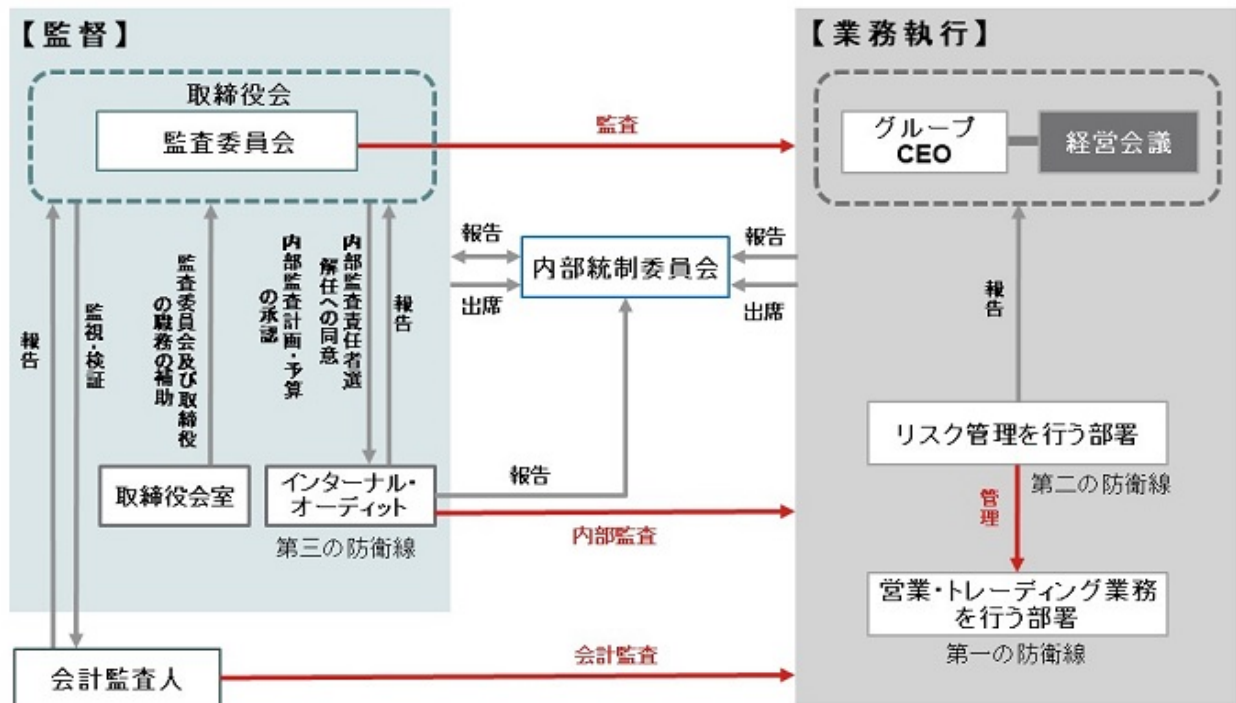 【監督】
取締役会
監査委員会
監査
【業務執行】
グループ
CEO
経営会議
報告
監視・検証
監査委員会及び取締役
の職務の補助
内部監査責任者選
解任への同意
内部監査計画・予算
の承認
報告
報告
出席
内部統制委員会
報告
出席
報告
取締役会室
インターナル・
オーディット
第三の防衛線
報告
内部監査
リスク管理を行う部署
第二の防衛線
管理
営業・トレーディング業務
を行う部署
第一の防衛線
会計監査人
会計監査